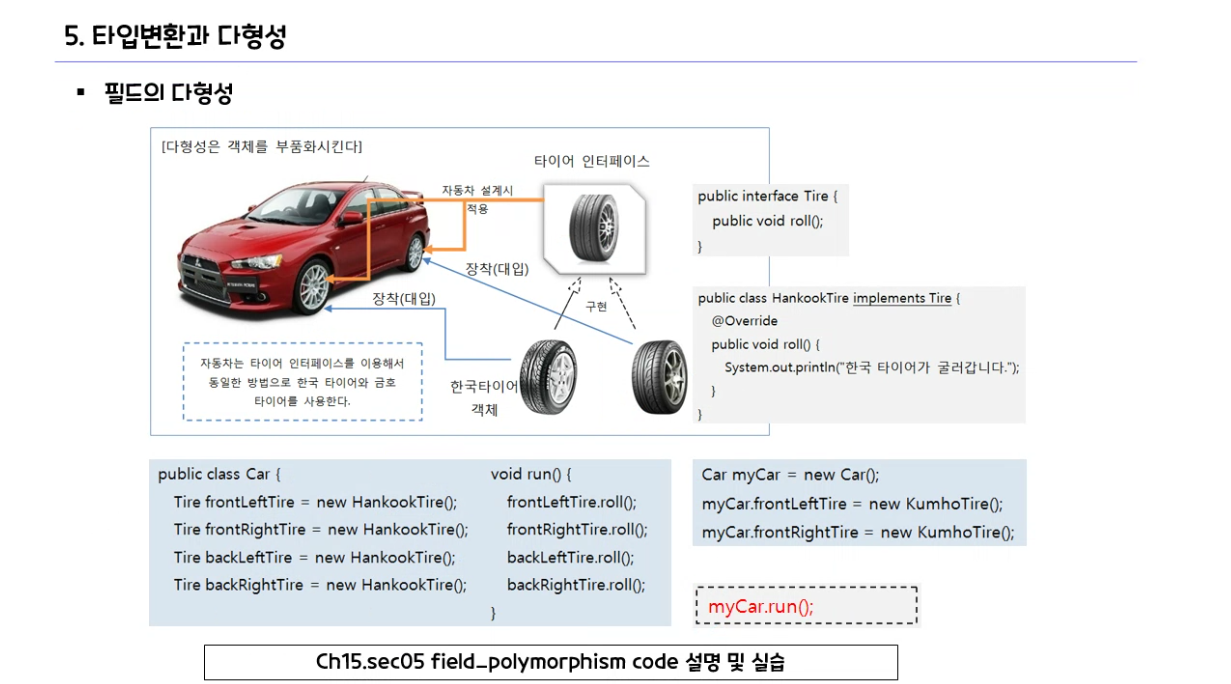 5. 타입변환과 다형성
▪ 필드의 다형성
[다형성은 객체를 부품화시킨다]
타이어 인터페이스
자동차 설계시
적용
장착(대입)
장착(대입)
구현
자동차는 타이어 인터페이스를 이용해서
동일한 방법으로 한국 타이어와 금호
타이어를 사용한다.
한국타이어
객체
public interface Tire {
public void roll();
}
public class HankookTire implements Tire {
@Override
public void roll() {
System.out.println("한국 타이어가 굴러갑니다.");
}
}
public class Car {
Tire frontLeftTire = new HankookTire();
Tire frontRightTire = new HankookTire();
Tire backLeftTire = new HankookTire();
Tire backRightTire = new HankookTire();
void run() {
frontLeftTire.roll();
frontRightTire.roll();
backLeftTire.roll();
backRightTire.roll();
}
Car myCar = new Car();
myCar.frontLeftTire = new KumhoTire();
myCar.frontRightTire = new KumhoTire();
myCar.run();
Ch15.sec05 field_polymorphism code 설명 및 실습